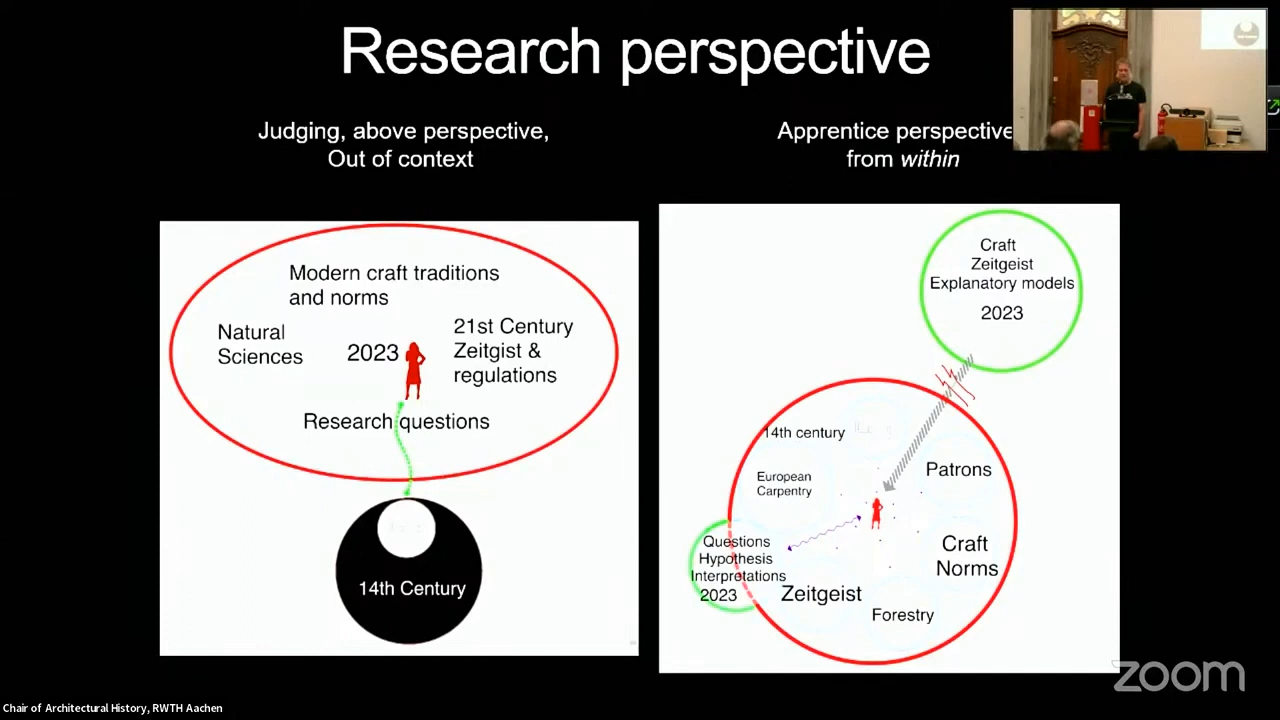 Research perspective
Judging, above perspective,
Out of context
Apprentice perspective
from within
Modern craft traditions
and norms
Natural
Sciences
2023
21st Century
Zeitgist &
regulations
Research questions
14th Century
Craft
Zeitgeist
Explanatory models
2023
14th century
European
Carpentry
Patrons
Questions
Hypothesis
Interpretations
2023
Craft
Norms
Zeitgeist
Forestry
zoom
Chair of Architectural History, RWTH Aachen